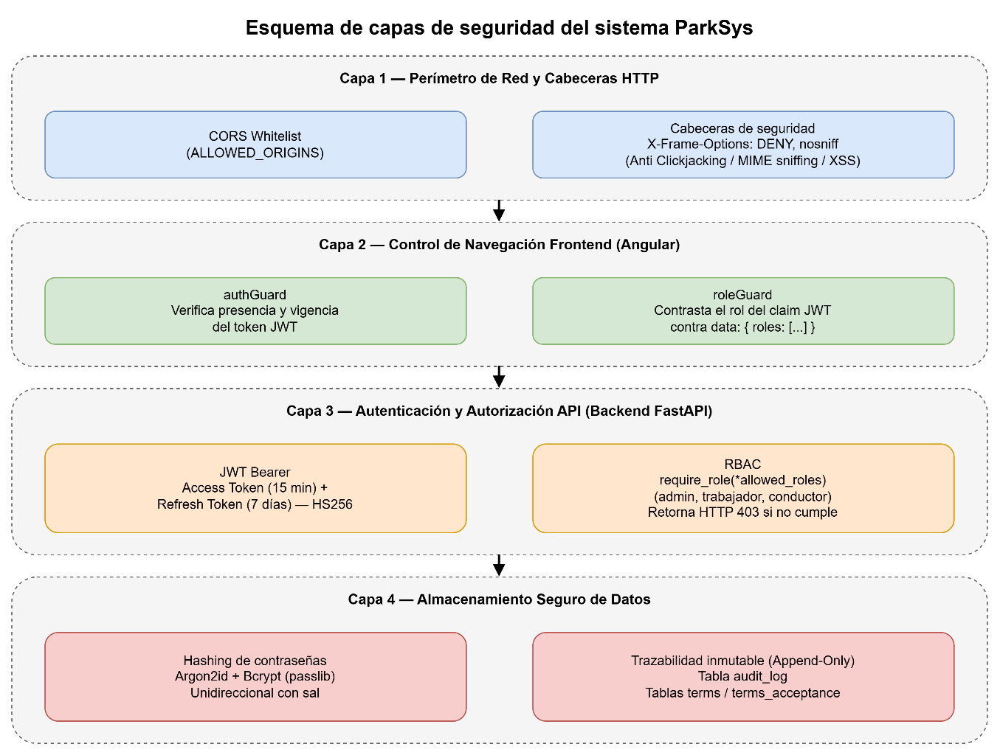 Esquema de capas de seguridad del sistema ParkSys
Capa 1 — Perímetro de Red y Cabeceras HTTP
CORS Whitelist
(ALLOWED_ORIGINS)
Cabeceras de seguridad
X-Frame-Options: DENY, nosniff
(Anti Clickjacking / MIME sniffing / XSS)
Capa 2 — Control de Navegación Frontend (Angular)
authGuard
Verifica presencia y vigencia
del token JWT
roleGuard
Contrasta el rol del claim JWT
contra data: { roles: [...] }
Capa 3 — Autenticación y Autorización API (Backend FastAPI)
JWT Bearer
Access Token (15 min) +
Refresh Token (7 días) — HS256
RBAC
require_role(*allowed_roles)
(admin, trabajador, conductor)
Retorna HTTP 403 si no cumple
Capa 4 — Almacenamiento Seguro de Datos
Hashing de contraseñas
Argon2id + Bcrypt (passlib)
Unidireccional con sal
Trazabilidad inmutable (Append-Only)
Tabla audit_log
Tablas terms / terms_acceptance